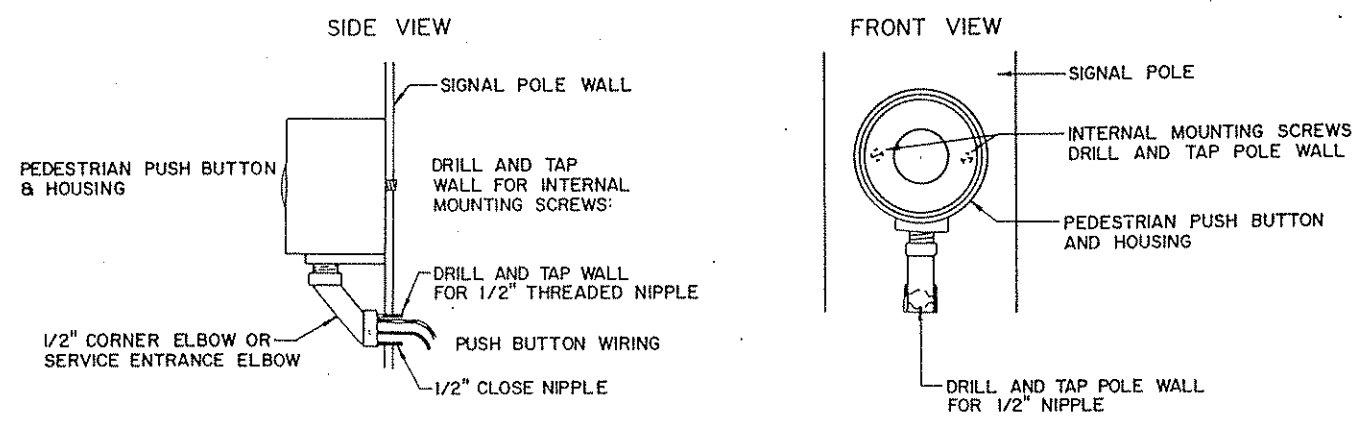 SIDE VIEW
SIGNAL POLE WALL
PEDESTRIAN PUSH BUTTON
& HOUSING
DRILL AND TAP
WALL FOR INTERNAL
MOUNTING SCREWS:
DRILL AND TAP WALL
FOR 1/2" THREADED NIPPLE
1/2" CORNER ELBOW OR
SERVICE ENTRANCE ELBOW
PUSH BUTTON WIRING
1/2" CLOSE NIPPLE
FRONT VIEW
SIGNAL POLE
INTERNAL MOUNTING SCREWS
DRILL AND TAP POLE WALL
PEDESTRIAN PUSH BUTTON
AND HOUSING
DRILL AND TAP POLE WALL
FOR 1/2" NIPPLE